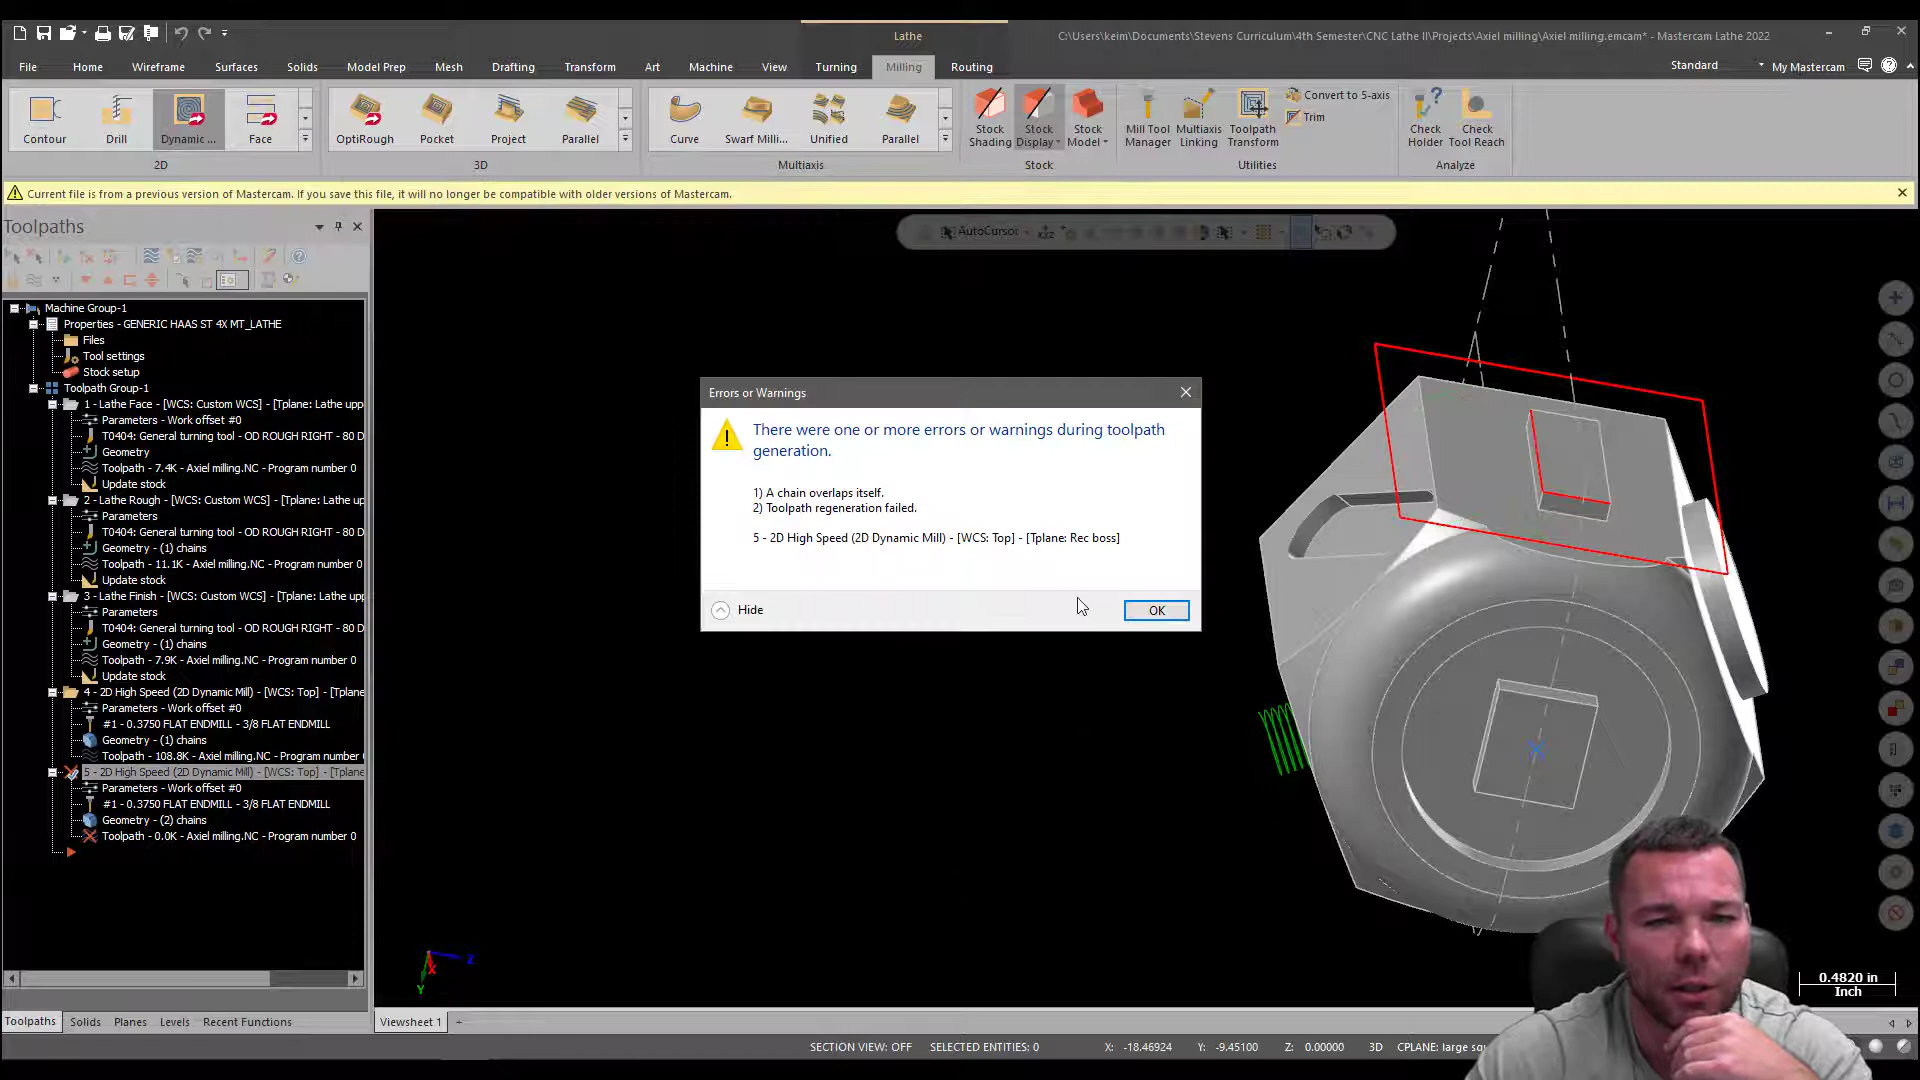 Lathe
C:\Users\keim\Documents\Stevens Curriculum\4th Semester\CNC Lathe II\Projects\Axiel milling\Axiel milling.emcam* - Mastercam Lathe 2022
File Home Wireframe Surfaces Solids Model Prep Mesh Drafting Transform Art Machine View Turning Milling Routing
Standard My Mastercam
Contour Drill Dynamic ... Face
2D
OptiRough Pocket Project Parallel
3D
Curve Swarf Milli... Unified Parallel
Multiaxis
Stock Shading Stock Display Stock Model
Stock
Mill Tool Manager Multiaxis Linking Toolpath Transform Convert to 5-axis
Trim
Utilities
Check Holder Check Tool Reach
Analyze
Current file is from a previous version of Mastercam. If you save this file, it will no longer be compatible with older versions of Mastercam.
Toolpaths
AutoCursor
Machine Group-1
Properties - GENERIC HAAS ST 4X MT_LATHE
Files
Tool settings
Stock setup
Toolpath Group-1
1 - Lathe Face - [WCS: Custom WCS] - [Tplane: Lathe upp
Parameters - Work offset #0
T0404: General turning tool - OD ROUGH RIGHT - 80 D
Geometry
Toolpath - 7.4K - Axiel milling.NC - Program number 0
Update stock
2 - Lathe Rough - [WCS: Custom WCS] - [Tplane: Lathe up
Parameters
T0404: General turning tool - OD ROUGH RIGHT - 80 D
Geometry - (1) chains
Toolpath - 11.1K - Axiel milling.NC - Program number 0
Update stock
3 - Lathe Finish - [WCS: Custom WCS] - [Tplane: Lathe up
Parameters
T0404: General turning tool - OD ROUGH RIGHT - 80 D
Geometry - (1) chains
Toolpath - 7.9K - Axiel milling.NC - Program number 0
Update stock
4 - 2D High Speed (2D Dynamic Mill) - [WCS: Top] - [Tplane
Parameters - Work offset #0
#1 - 0.3750 FLAT ENDMILL - 3/8 FLAT ENDMILL
Geometry - (1) chains
Toolpath - 108.8K - Axiel milling.NC - Program number
5 - 2D High Speed (2D Dynamic Mill) - [WCS: Top] - [Tplane
Parameters - Work offset #0
#1 - 0.3750 FLAT ENDMILL - 3/8 FLAT ENDMILL
Geometry - (2) chains
Toolpath - 0.0K - Axiel milling.NC - Program number 0
Errors or Warnings
There were one or more errors or warnings during toolpath
generation.
1) A chain overlaps itself.
2) Toolpath regeneration failed.
5 - 2D High Speed (2D Dynamic Mill) - [WCS: Top] - [Tplane: Rec boss]
Hide OK
Z
X
Y
0.4820 in
Inch
Toolpaths Solids Planes Levels Recent Functions
Viewsheet 1 +
SECTION VIEW: OFF SELECTED ENTITIES: 0 X: -18.46924 Y: -9.45100 Z: 0.00000 3D CPLANE: large squ